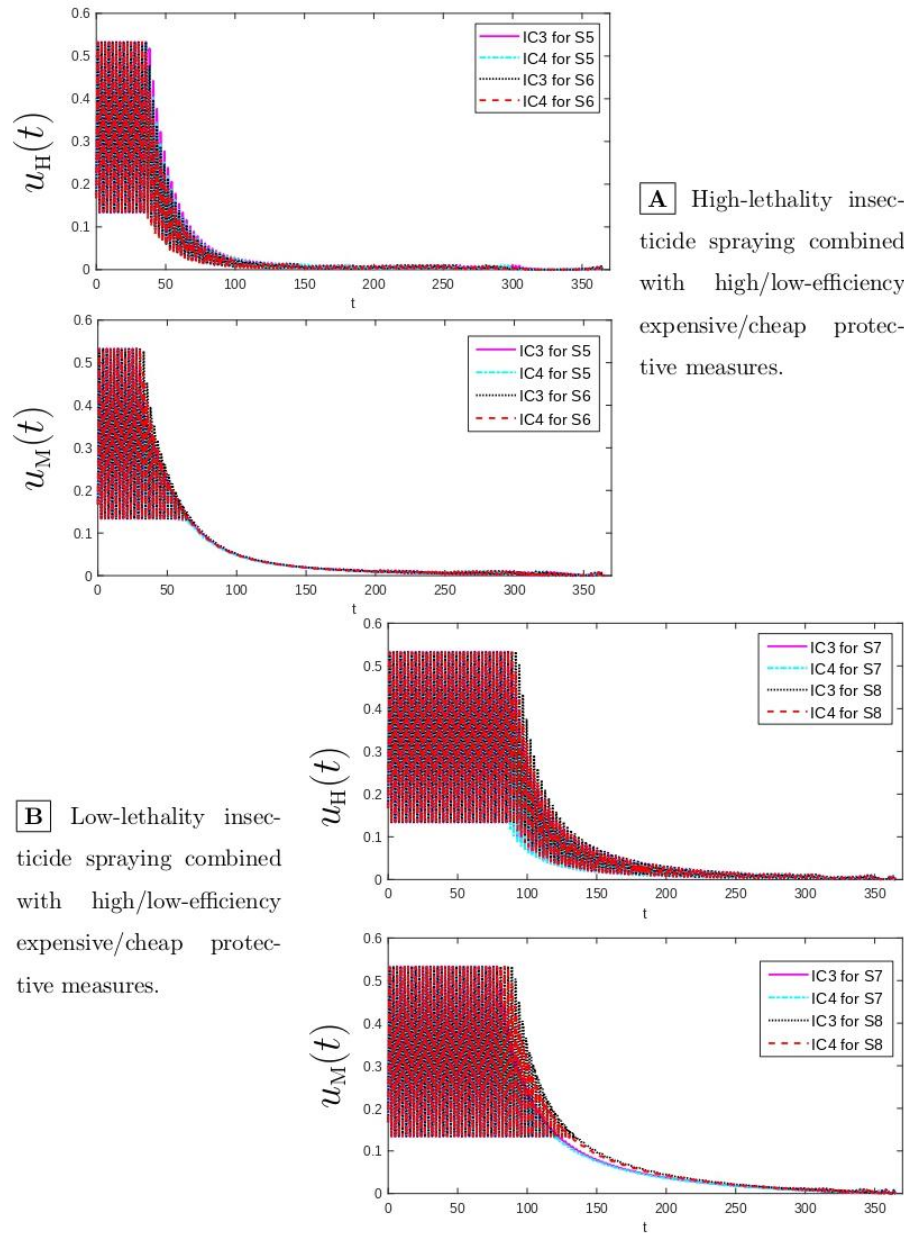 0.6
0.5
0.4
0.3
0.2
0.1
0
u_H(t)
IC3 for S5
IC4 for S5
IC3 for S6
IC4 for S6
0 50 100 150 200 250 300 350
t
A High-lethality insec-
ticide spraying combined
with high/low-efficiency
expensive/cheap protec-
tive measures.
0.6
0.5
0.4
0.3
0.2
0.1
0
u_M(t)
IC3 for S5
IC4 for S5
IC3 for S6
IC4 for S6
0 50 100 150 200 250 300 350
t
B Low-lethality insec-
ticide spraying combined
with high/low-efficiency
expensive/cheap protec-
tive measures.
0.6
0.5
0.4
0.3
0.2
0.1
0
u_H(t)
IC3 for S7
IC4 for S7
IC3 for S8
IC4 for S8
0 50 100 150 200 250 300 350
t
0.6
0.5
0.4
0.3
0.2
0.1
0
u_M(t)
IC3 for S7
IC4 for S7
IC3 for S8
IC4 for S8
0 50 100 150 200 250 300 350
t